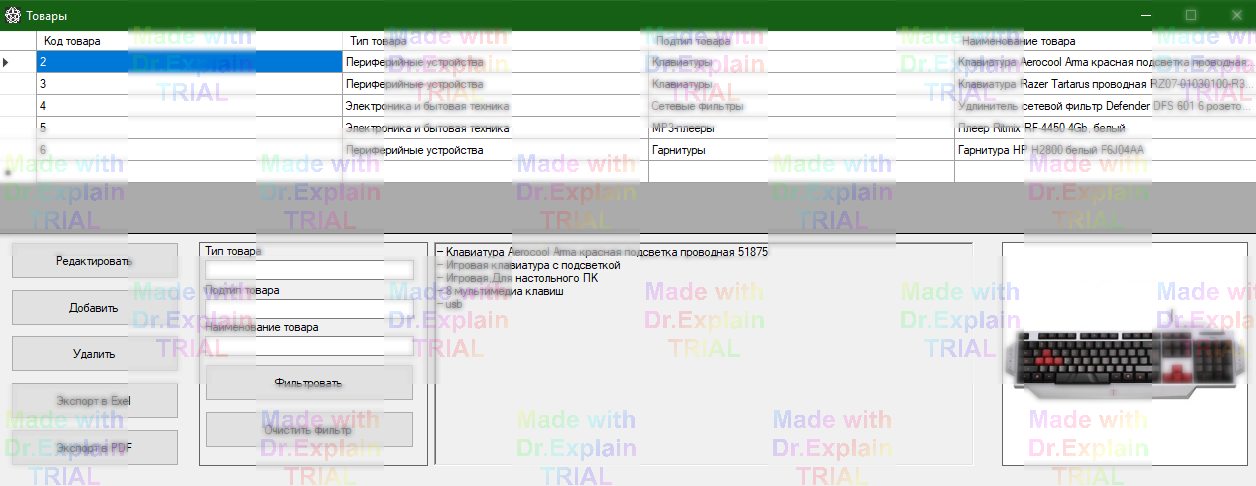 Товары
Код товара Тип товара Подтип товара Наименование товара
2 Периферийные устройства Клавиатуры Клавиатура Aerocool Arma красная подсветка проводная
3 Периферийные устройства Клавиатуры Клавиатура Razer Tartarus проводная RZ07-01030100-R3...
4 Электроника и бытовая техника Сетевые фильтры Удлинитель сетевой фильтр Defender DFS 601 6 розето...
5 Электроника и бытовая техника MP3-плееры Плеер Ritmix RF-4450 4Gb. белый
6 Периферийные устройства Гарнитуры Гарнитура HP H2800 белый F6J04AA
Редактировать
Добавить
Удалить
Экспорт в Exel
Экспорт в PDF
Тип товара
Подтип товара
Наименование товара
Фильтровать
Очистить фильтр
– Клавиатура Aerocool Arma красная подсветка проводная 51875
– Игровая клавиатура с подсветкой
– Игровая Для настольного ПК
– 8 мультимедиа клавиш
– usb
Made with
Dr.Explain
TRIAL